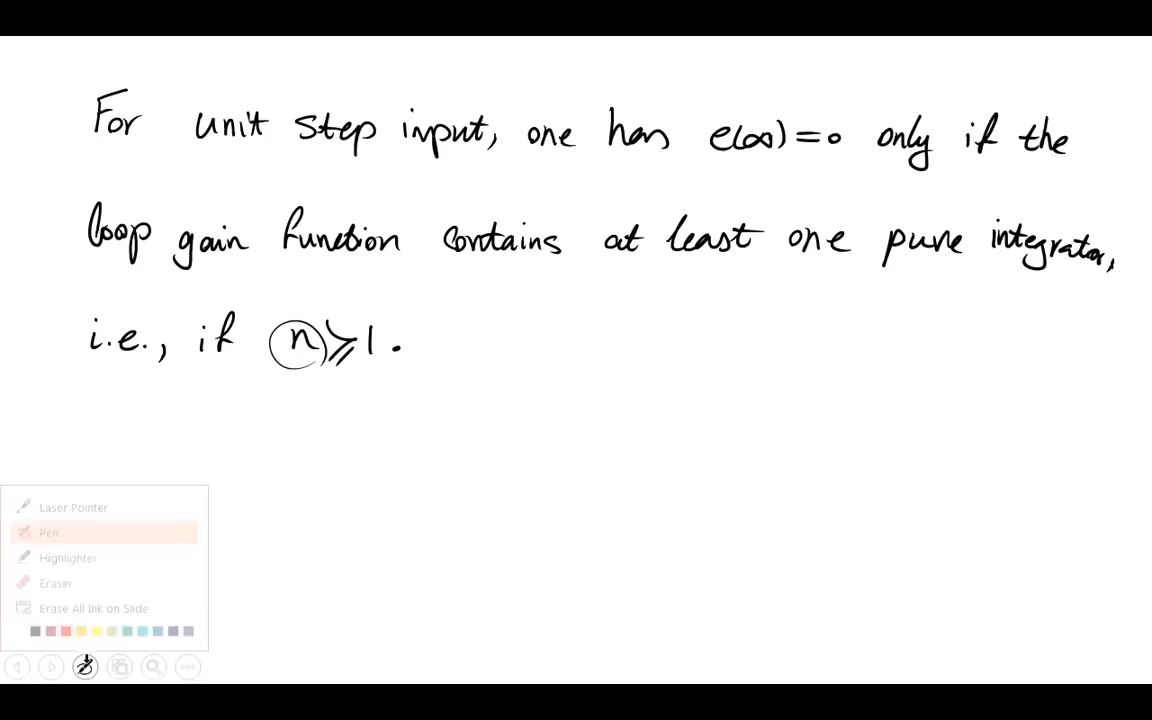 For unit step input, one has e(∞)=0 only if the
loop gain function contains at least one pure integrator,
i.e., if n⩾1.
Laser Pointer
Pen
Highlighter
Eraser
Erase All Ink on Slide